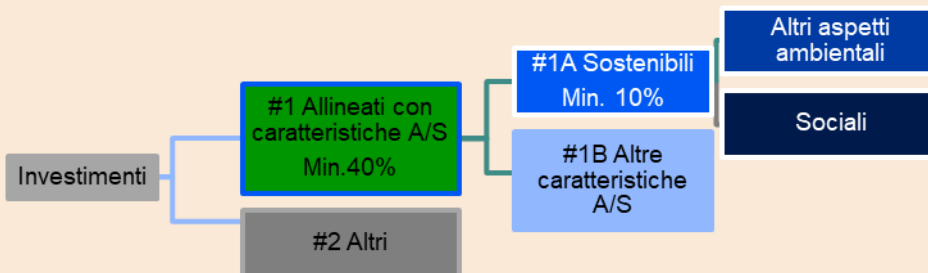 Investimenti
#1 Allineati con
caratteristiche A/S
Min.40%
#2 Altri
#1A Sostenibili
Min. 10%
#1B Altre
caratteristiche
A/S
Altri aspetti
ambientali
Sociali